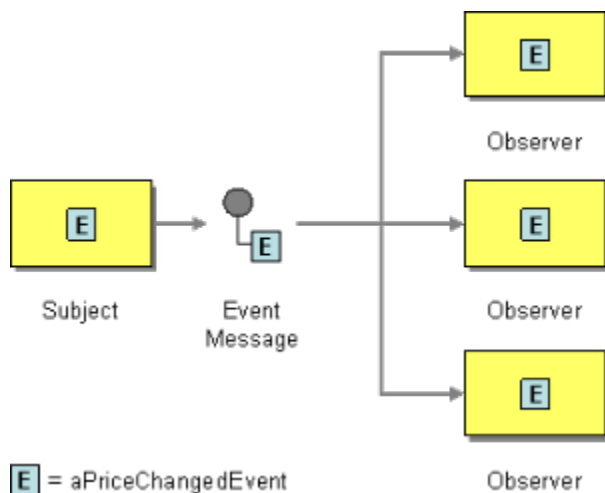 E
Observer
E
E
E
Subject
Event
Message
Observer
E
E = aPriceChangedEvent
Observer